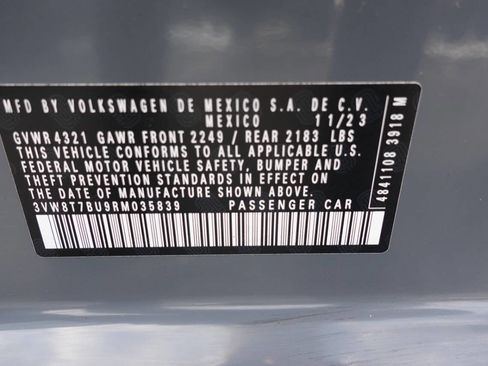 MFD BY VOLKSWAGEN DE MEXICO S.A. DE C.V.
MEXICO 11/23
GVWR 4321 GAWR FRONT 2249 / REAR 2183 LBS
THIS VEHICLE CONFORMS TO ALL APPLICABLE U.S.
FEDERAL MOTOR VEHICLE SAFETY, BUMPER AND
THEFT PREVENTION STANDARDS IN EFFECT ON
THE DATE OF MANUFACTURE SHOWN ABOVE.
3VW8T7BU9RM035839 PASSENGER CAR
4841108 3918 M